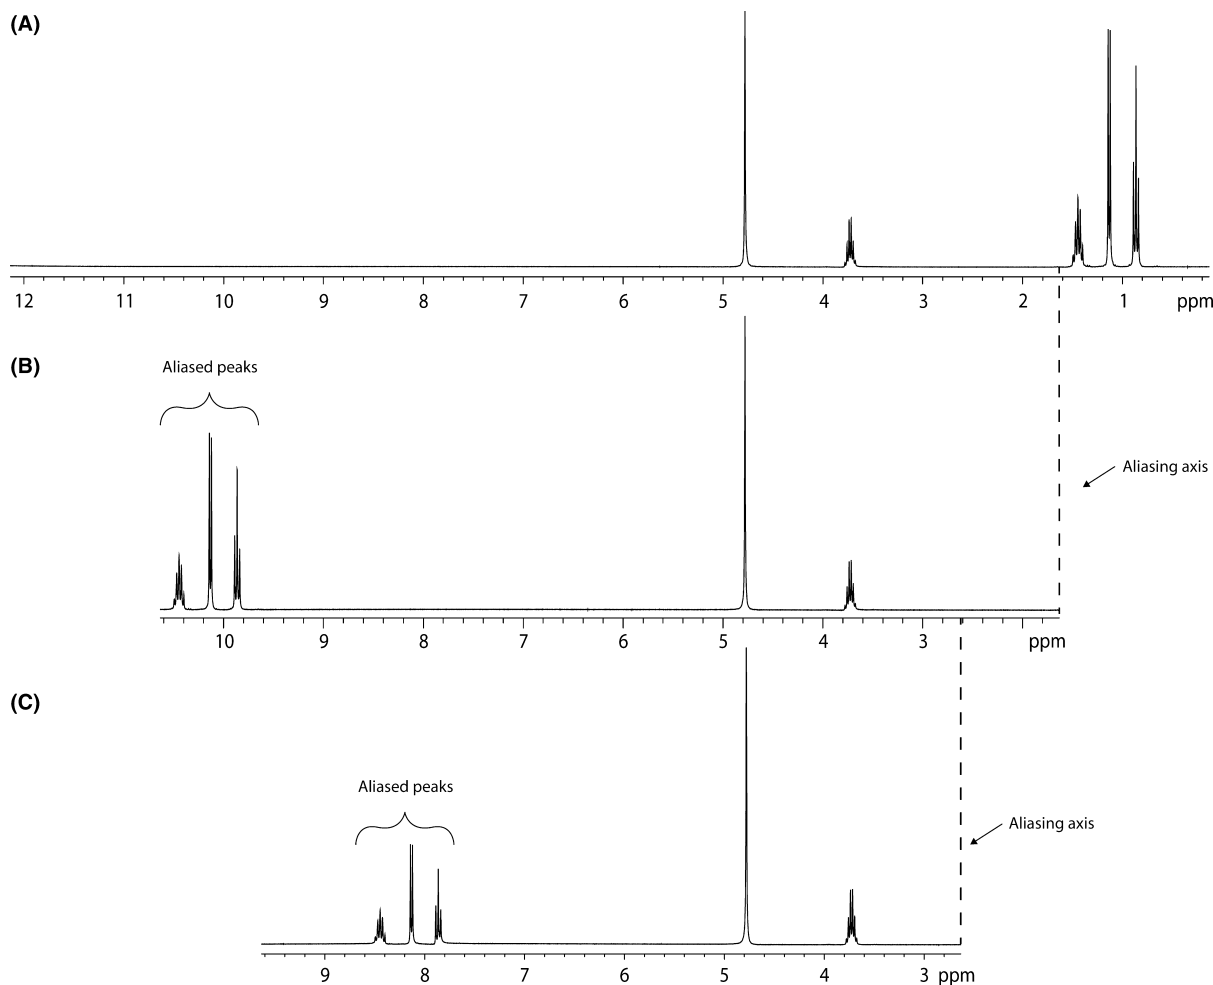 (A)
12 11 10 9 8 7 6 5 4 3 2 1 ppm
(B)
Aliased peaks
Aliasing axis
10 9 8 7 6 5 4 3 ppm
(C)
Aliased peaks
Aliasing axis
9 8 7 6 5 4 3 ppm